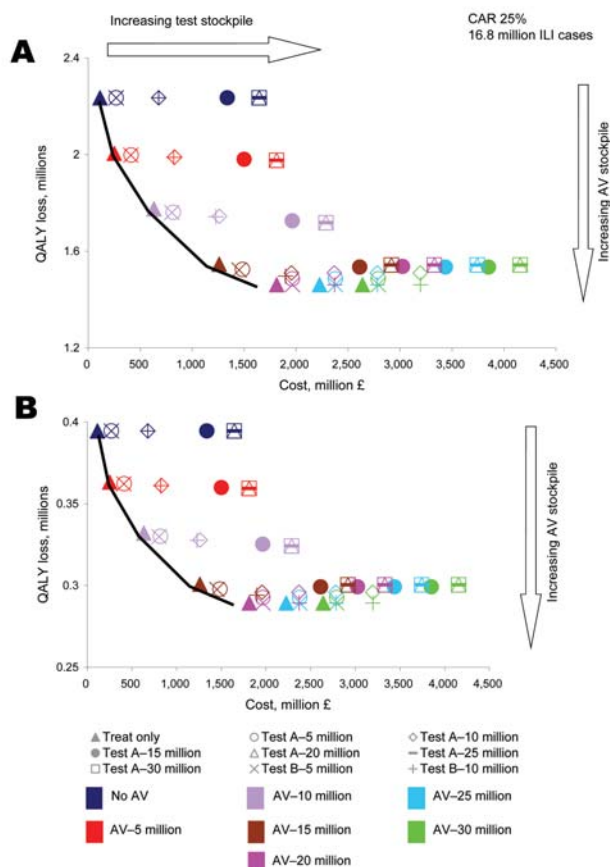 Increasing test stockpile
CAR 25%
16.8 million ILI cases
A
2.4
2
1.6
1.2
QALY loss, millions
0 500 1,000 1,500 2,000 2,500 3,000 3,500 4,000 4,500
Cost, million £
Increasing AV stockpile
B
0.4
0.35
0.3
0.25
QALY loss, millions
0 500 1,000 1,500 2,000 2,500 3,000 3,500 4,000 4,500
Cost, million £
Increasing AV stockpile
Treat only Test A–5 million Test A–10 million
Test A–15 million Test A–20 million Test A–25 million
Test A–30 million Test B–5 million Test B–10 million
No AV AV–10 million AV–25 million
AV–5 million AV–15 million AV–30 million
AV–20 million